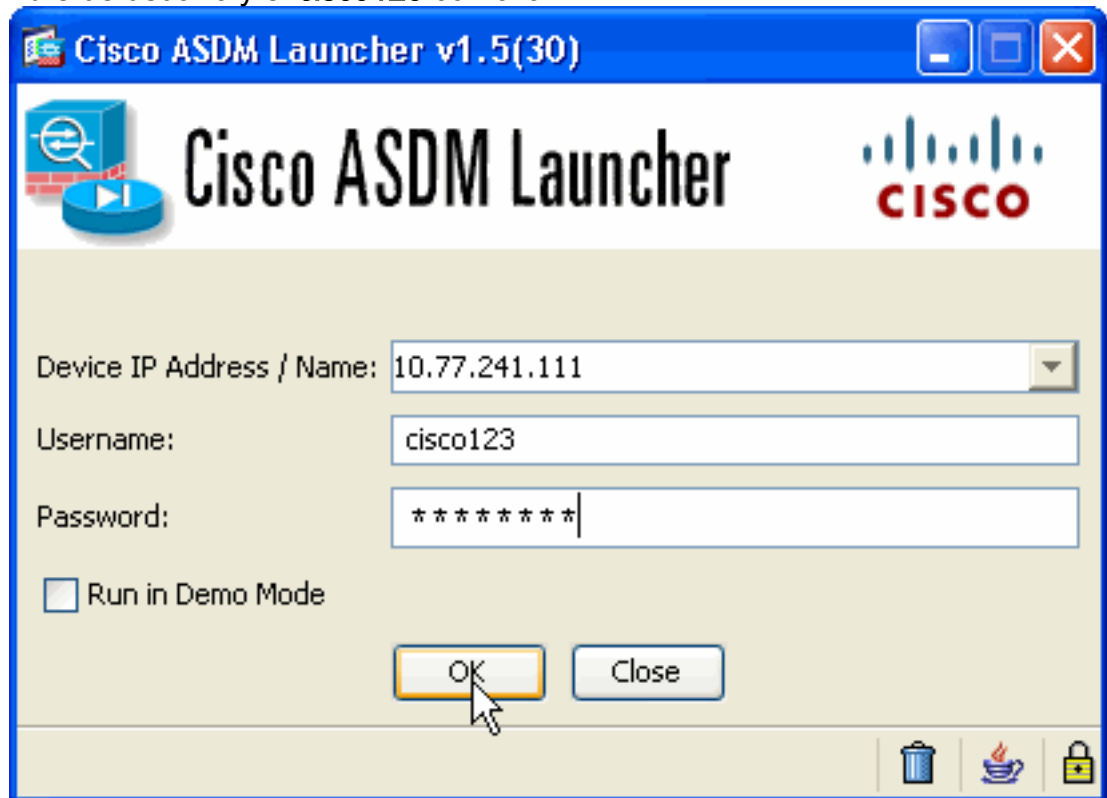 Cisco ASDM Launcher v1.5(30)
Cisco ASDM Launcher
CISCO
Device IP Address / Name: 10.77.241.111
Username: cisco123
Password: ********
Run in Demo Mode
OK Close